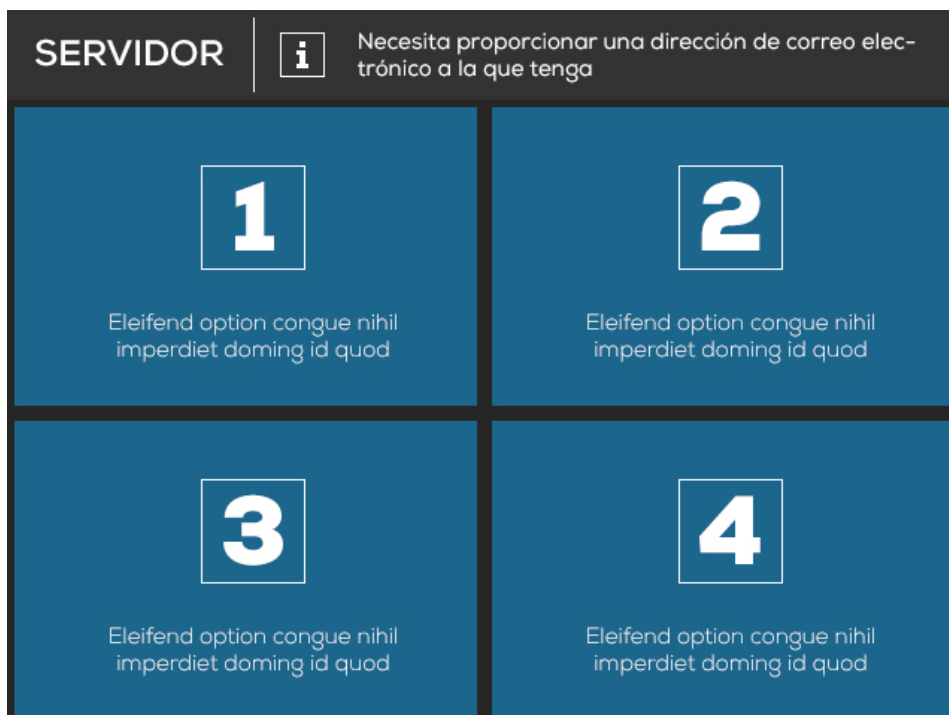 SERVIDOR
i
Necesita proporcionar una dirección de correo elec-
trónico a la que tenga
1
2
Eleifend option congue nihil
imperdiet doming id quod
Eleifend option congue nihil
imperdiet doming id quod
3
4
Eleifend option congue nihil
imperdiet doming id quod
Eleifend option congue nihil
imperdiet doming id quod